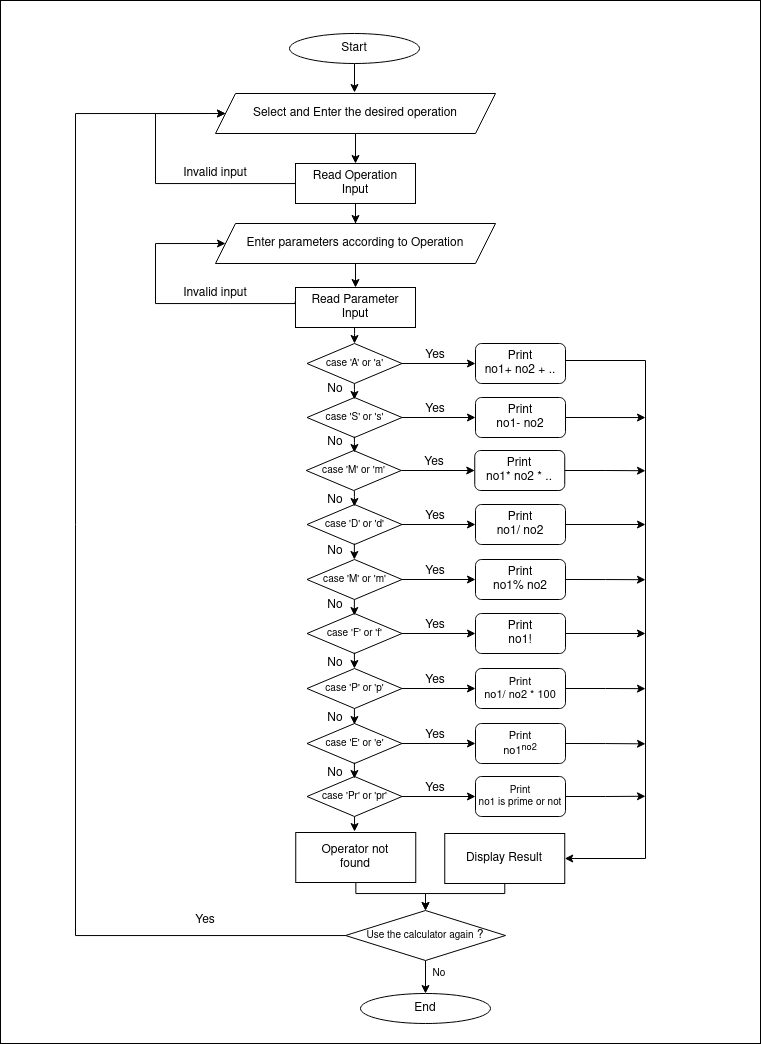 Start
Select and Enter the desired operation
Invalid input
Read Operation
Input
Enter parameters according to Operation
Invalid input
Read Parameter
Input
case 'A' or 'a'
Yes
Print
no1+ no2 + ..
No
case 'S' or 's'
Yes
Print
no1- no2
No
case 'M' or 'm'
Yes
Print
no1* no2 * ..
No
case 'D' or 'd'
Yes
Print
no1/ no2
No
case 'M' or 'm'
Yes
Print
no1% no2
No
case 'F' or 'f'
Yes
Print
no1!
No
case 'P' or 'p'
Yes
Print
no1/ no2 * 100
No
case 'E' or 'e'
Yes
Print
no1^no2
No
case 'Pr' or 'pr'
Yes
Print
no1 is prime or not
Operator not
found
Display Result
Yes
Use the calculator again ?
No
End